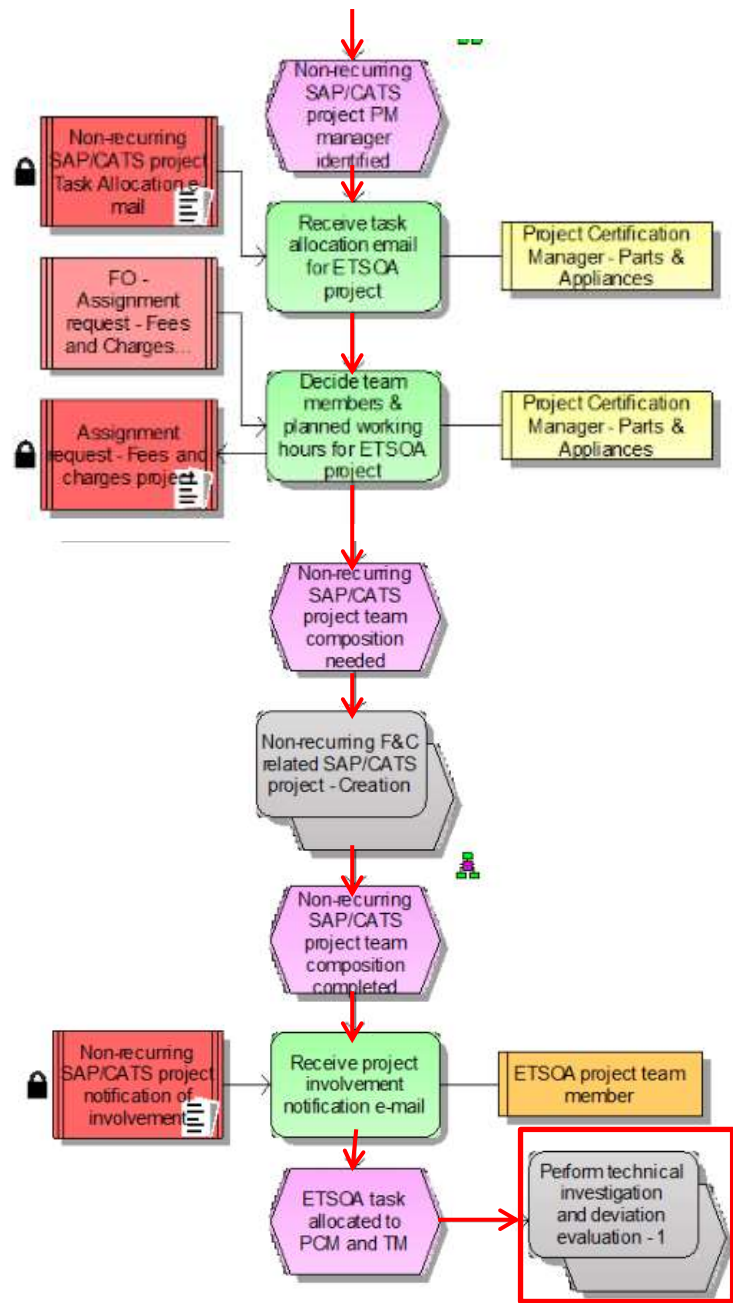 Non-recurring
SAP/CATS
project PM
manager
identified
Non-recurring
SAP/CATS project
Task Allocation e-
mail
Receive task
allocation email
for ETSOA
project
Project Certification
Manager - Parts &
Appliances
FO -
Assignment
request - Fees
and Charges...
Decide team
members &
planned working
hours for ETSOA
project
Project Certification
Manager - Parts &
Appliances
Assignment
request - Fees and
charges project
Non-recurring
SAP/CATS
project team
composition
needed
Non-recurring F&C
related SAP/CATS
project - Creation
Non-recurring
SAP/CATS
project team
composition
completed
Non-recurring
SAP/CATS project
notification of
involvement
Receive project
involvement
notification e-mail
ETSOA project team
member
ETSOA task
allocated to
PCM and TM
Perform technical
investigation
and deviation
evaluation - 1